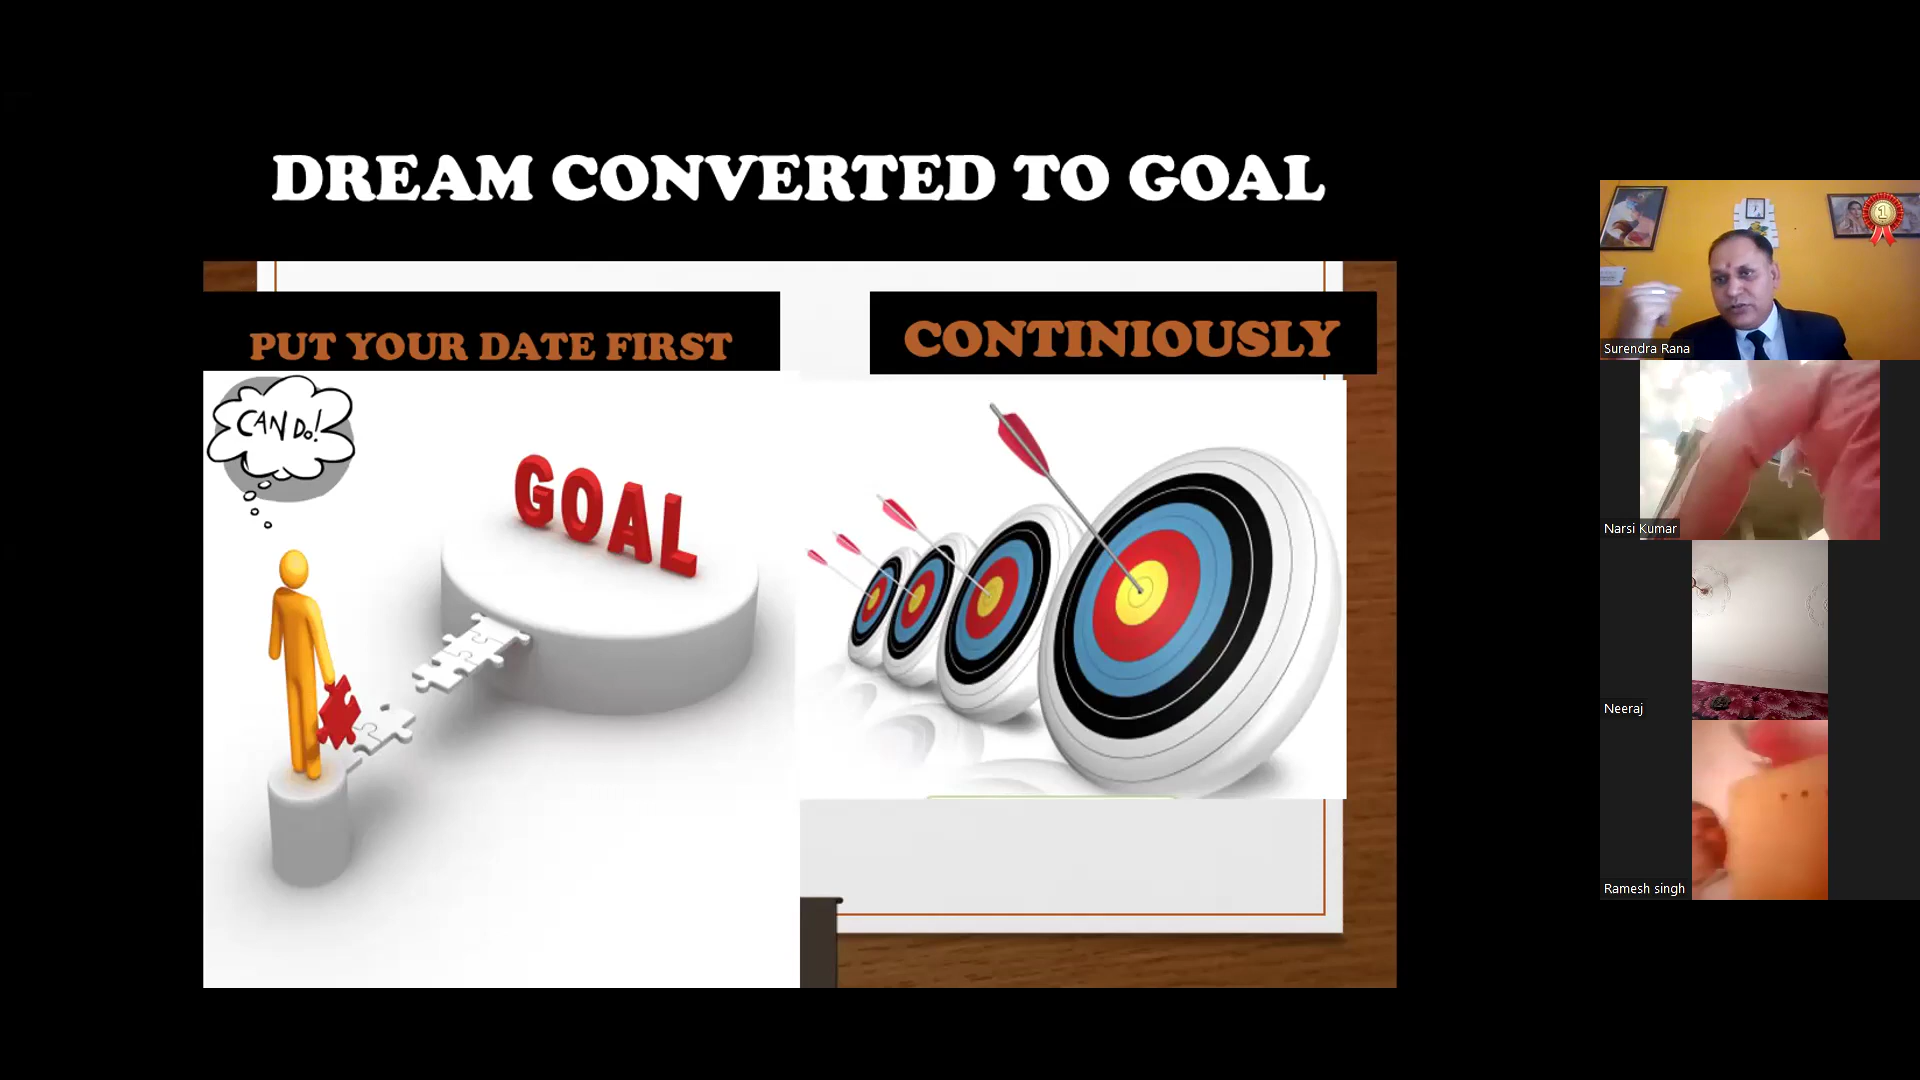 DREAM CONVERTED TO GOAL
PUT YOUR DATE FIRST
CONTINIOUSLY
CAN DO!
GOAL
1
Surendra Rana
Narsi Kumar
Neeraj
Ramesh singh